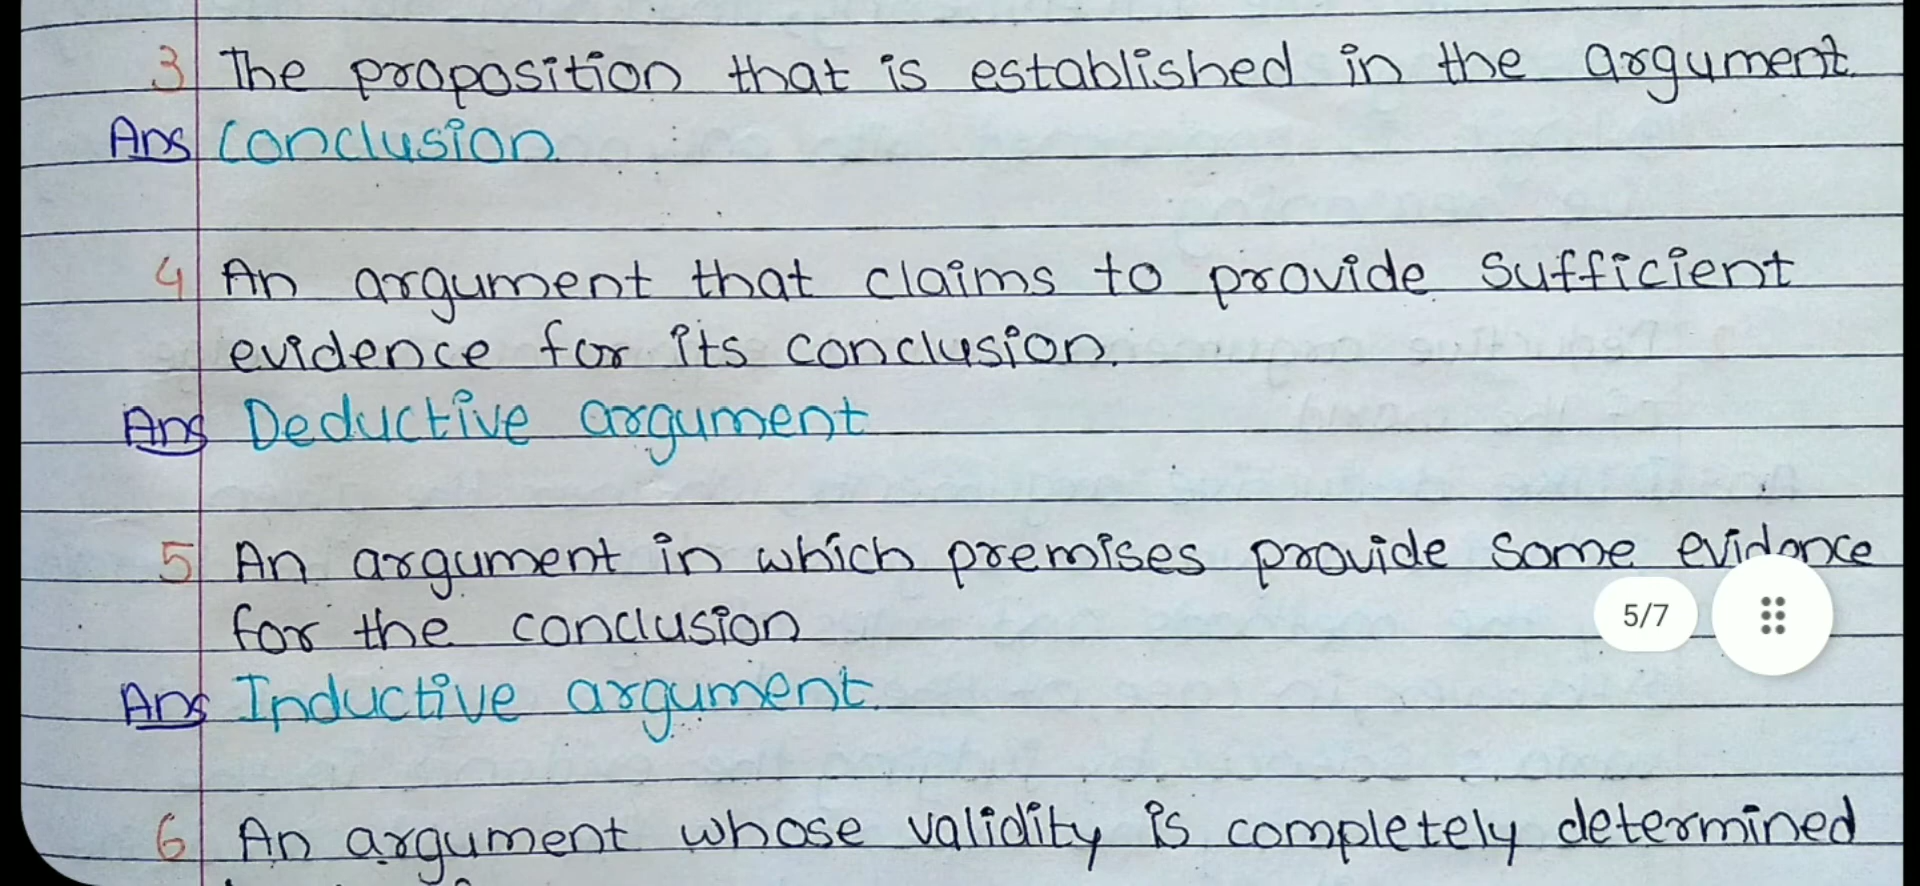 3 The proposition that is established in the argument.
Ans Conclusion.
4 An argument that claims to provide sufficient
evidence for its conclusion.
Ans Deductive argument
5 An argument in which premises provide some evidence
for the conclusion
5/7
Ans Inductive argument.
6 An argument whose validity is completely determined